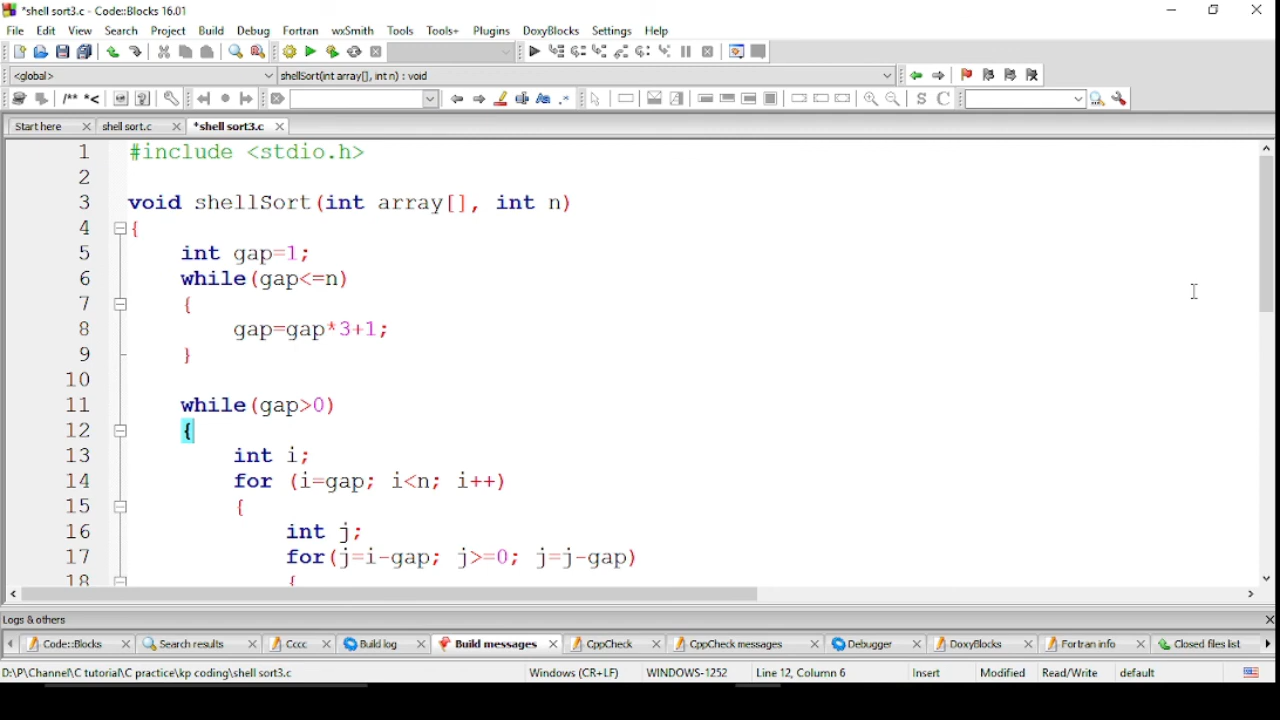 *shell sort3.c - Code::Blocks 16.01
File Edit View Search Project Build Debug Fortran wxSmith Tools Tools+ Plugins DoxyBlocks Settings Help
<global> shellSort(int array[], int n) : void
/** *< S C
Start here shell sort.c *shell sort3.c
1 #include <stdio.h>
2
3 void shellSort(int array[], int n)
4 {
5 int gap=1;
6 while(gap<=n)
7 {
8 gap=gap*3+1;
9 }
10
11 while(gap>0)
12 {
13 int i;
14 for (i=gap; i<n; i++)
15 {
16 int j;
17 for(j=i-gap; j>=0; j=j-gap)
18 {
Logs & others
Code::Blocks Search results Cccc Build log Build messages CppCheck CppCheck messages Debugger DoxyBlocks Fortran info Closed files list
D:\P\Channel\C tutorial\C practice\kp coding\shell sort3.c Windows (CR+LF) WINDOWS-1252 Line 12, Column 6 Insert Modified Read/Write default